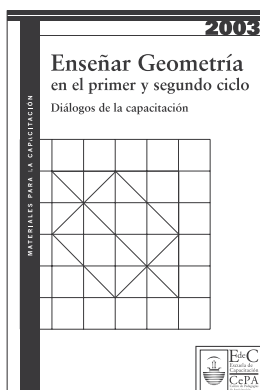 2003
Enseñar Geometría
en el primer y segundo ciclo
Diálogos de la capacitación
MATERIALES PARA LA CAPACITACIÓN
EdeC
Escuela de
Capacitación
CePA